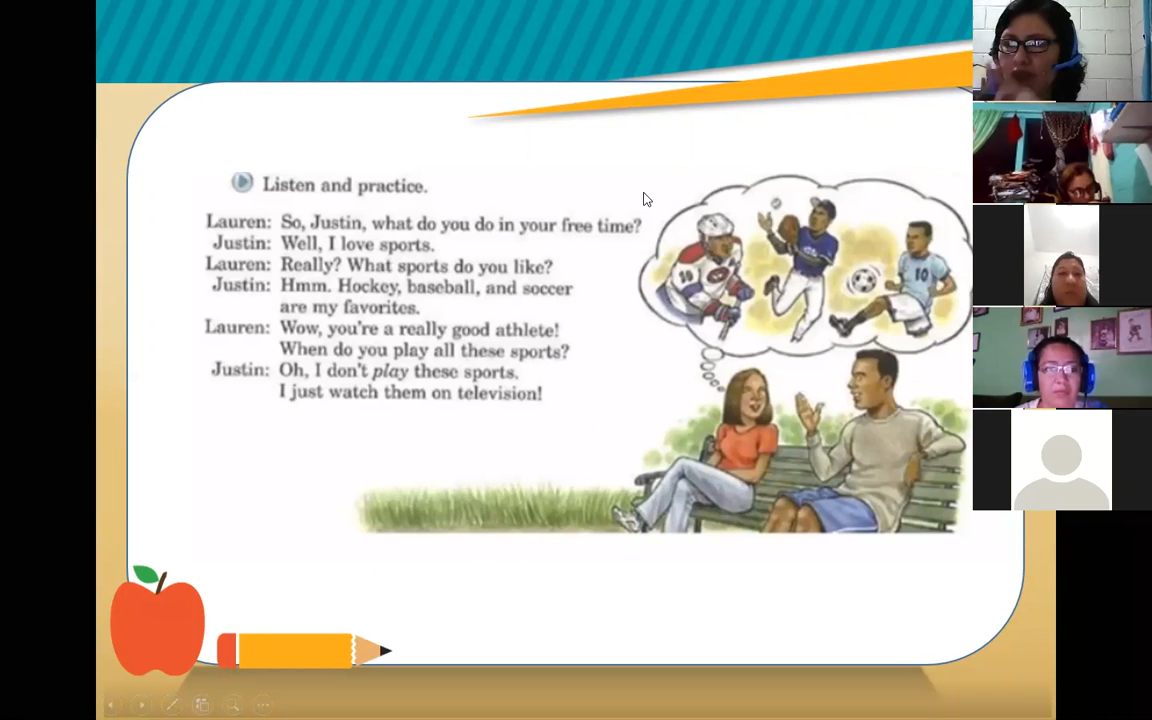 Listen and practice.
Lauren: So, Justin, what do you do in your free time?
Justin: Well, I love sports.
Lauren: Really? What sports do you like?
Justin: Hmm. Hockey, baseball, and soccer
are my favorites.
Lauren: Wow, you're a really good athlete!
When do you play all these sports?
Justin: Oh, I don't play these sports.
I just watch them on television!
10
10